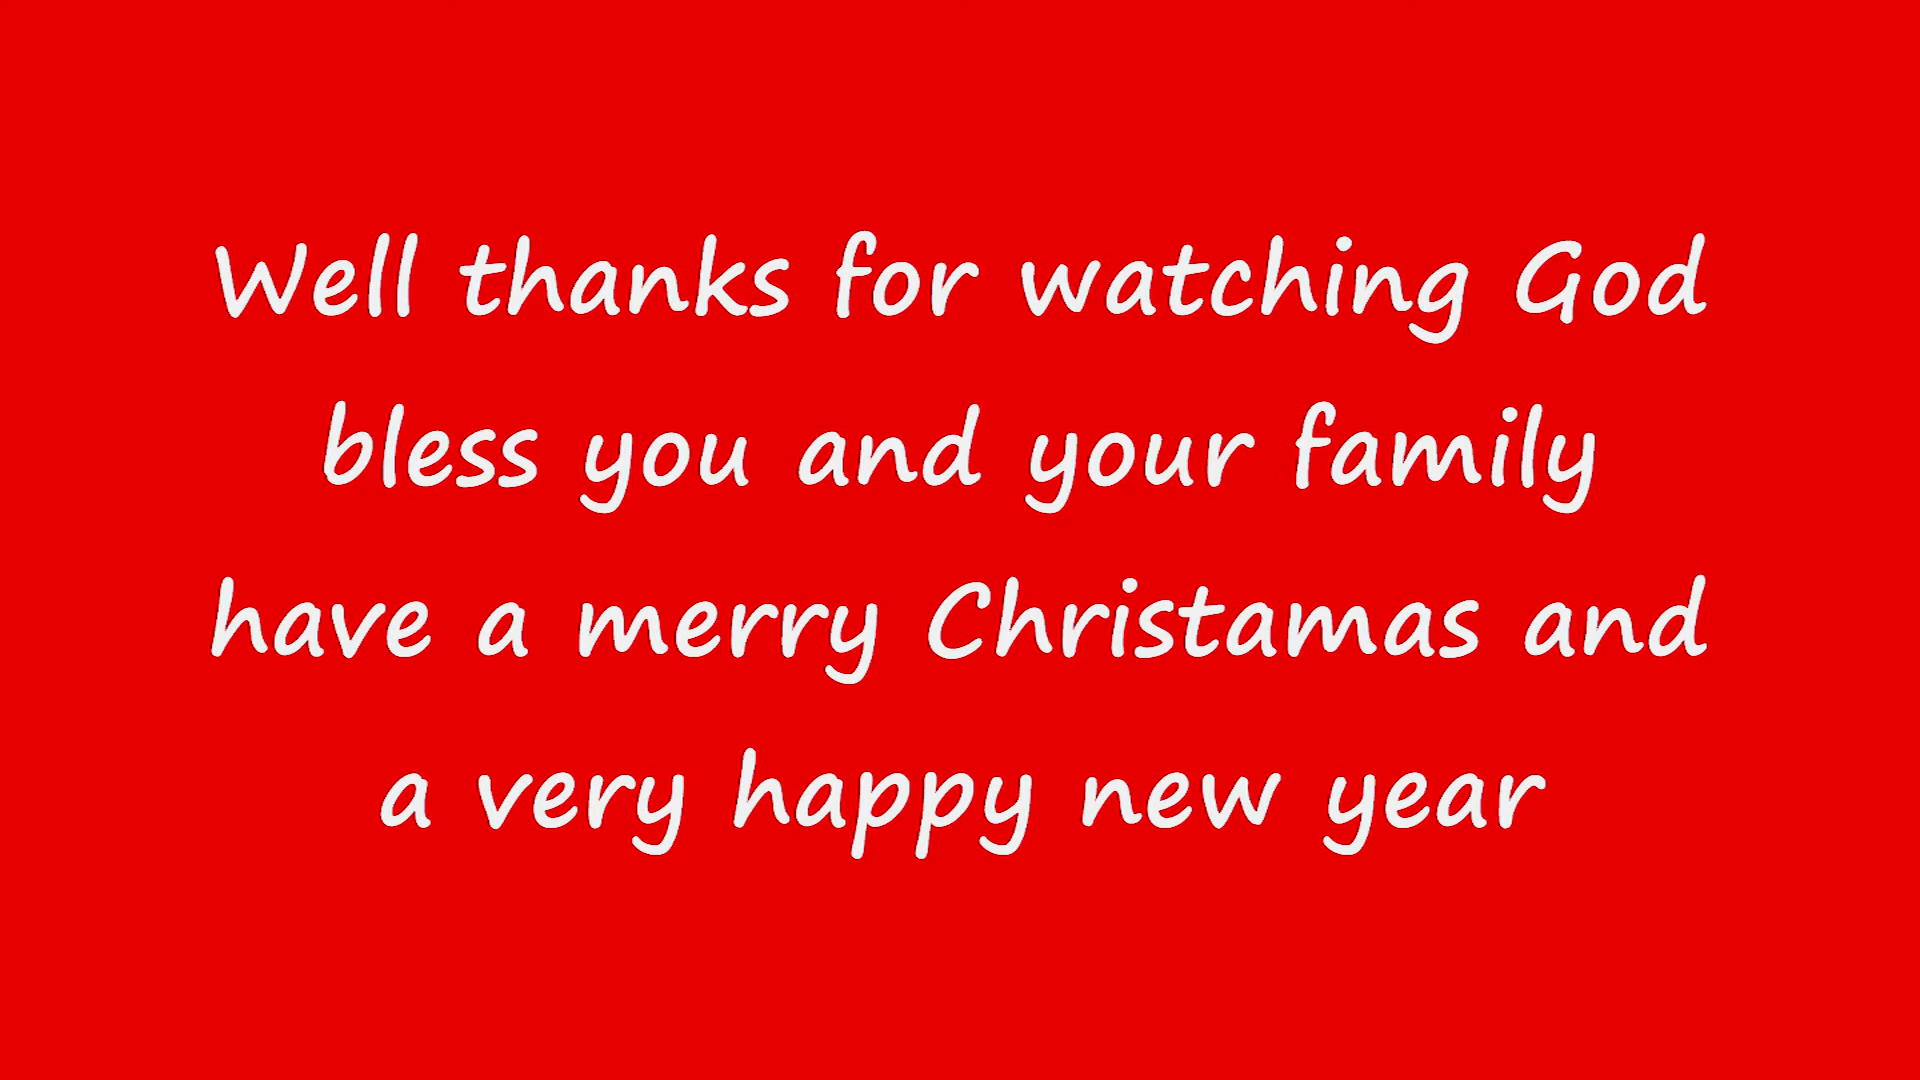 Well thanks for watching God
bless you and your family
have a merry Christamas and
a very happy new year